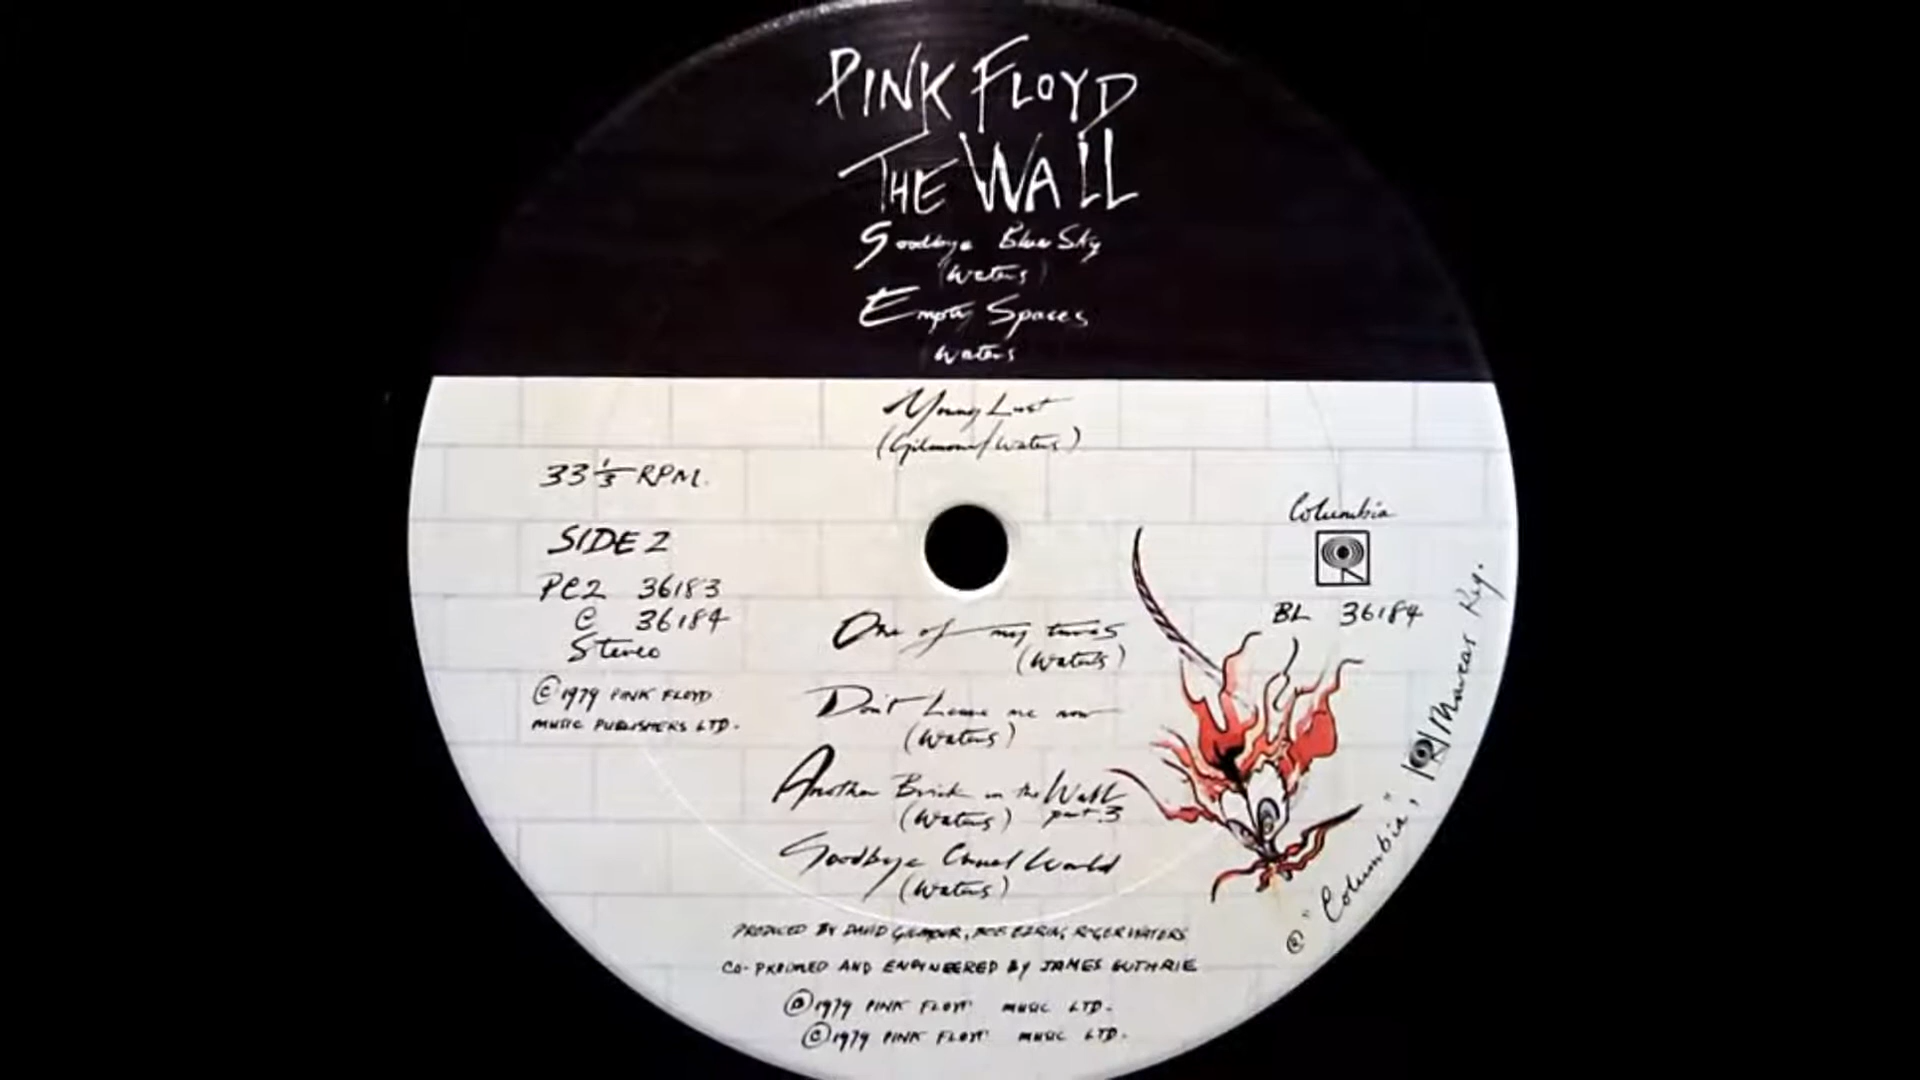 PINK FLOYD
THE WALL
Goodbye Blue Sky
(Waters)
Empty Spaces
Waters
Young Lust
(Gilmour/Waters)
33 1/3 RPM.
SIDE 2
PC2 36183
C 36184
Stereo
© 1979 PINK FLOYD
MUSIC PUBLISHERS LTD.
Columbia
BL 36184
One of my turns
(Waters)
Don't Leave me now
(Waters)
Another Brick in the Wall
(Waters) part 3
Goodbye Cruel World
(Waters)
PRODUCED BY DAVID GILMOUR, BOB EZRIN, ROGER WATERS
CO-PRODUCED AND ENGINEERED BY JAMES GUTHRIE
℗ 1979 PINK FLOYD MUSIC LTD.
© 1979 PINK FLOYD MUSIC LTD.
® "Columbia", Marcas Reg.